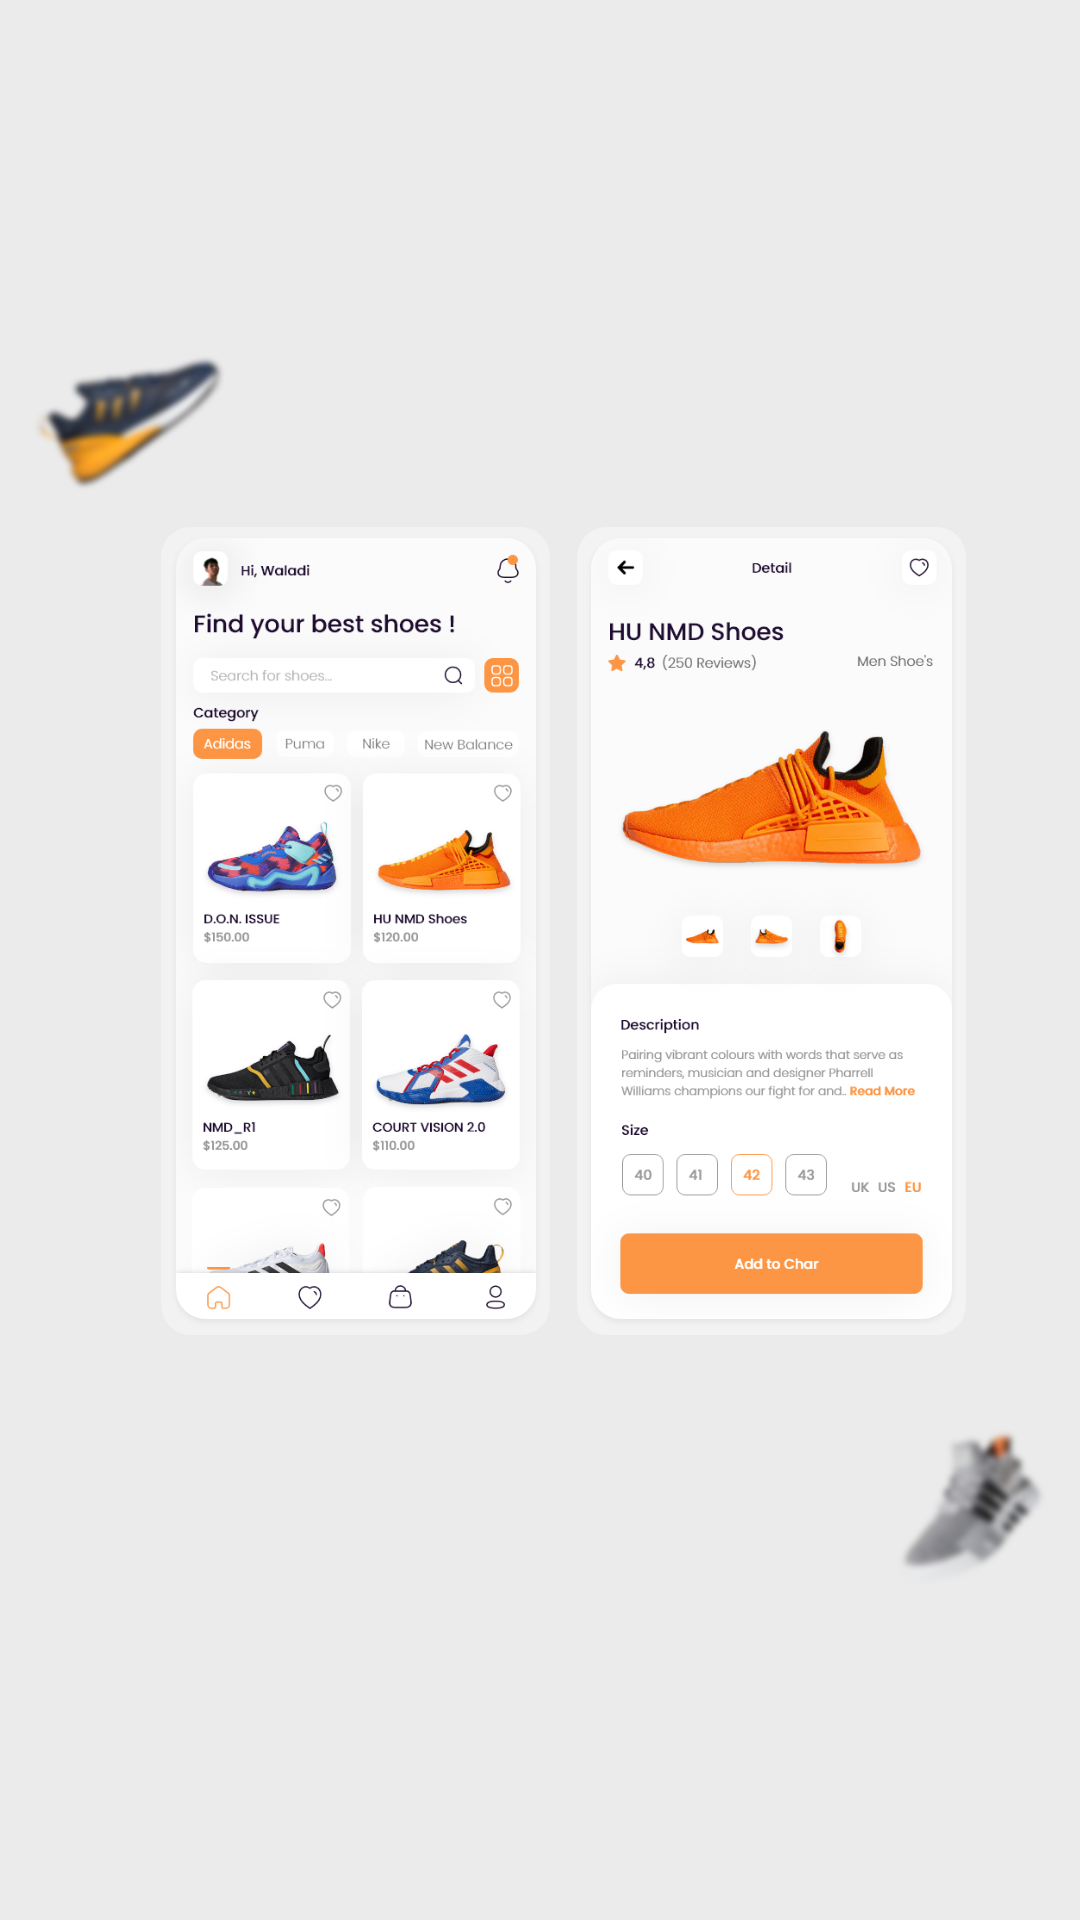 Hi, Waladi
Find your best shoes !
Search for shoes...
Category
Adidas
Puma
Nike
New Balance
D.O.N. ISSUE
$150.00
HU NMD Shoes
$120.00
NMD_R1
$125.00
COURT VISION 2.0
$110.00
Detail
HU NMD Shoes
4,8 (250 Reviews)
Men Shoe's
Description
Pairing vibrant colours with words that serve as
reminders, musician and designer Pharrell
Williams champions our fight for and.. Read More
Size
40
41
42
43
UK US EU
Add to Char